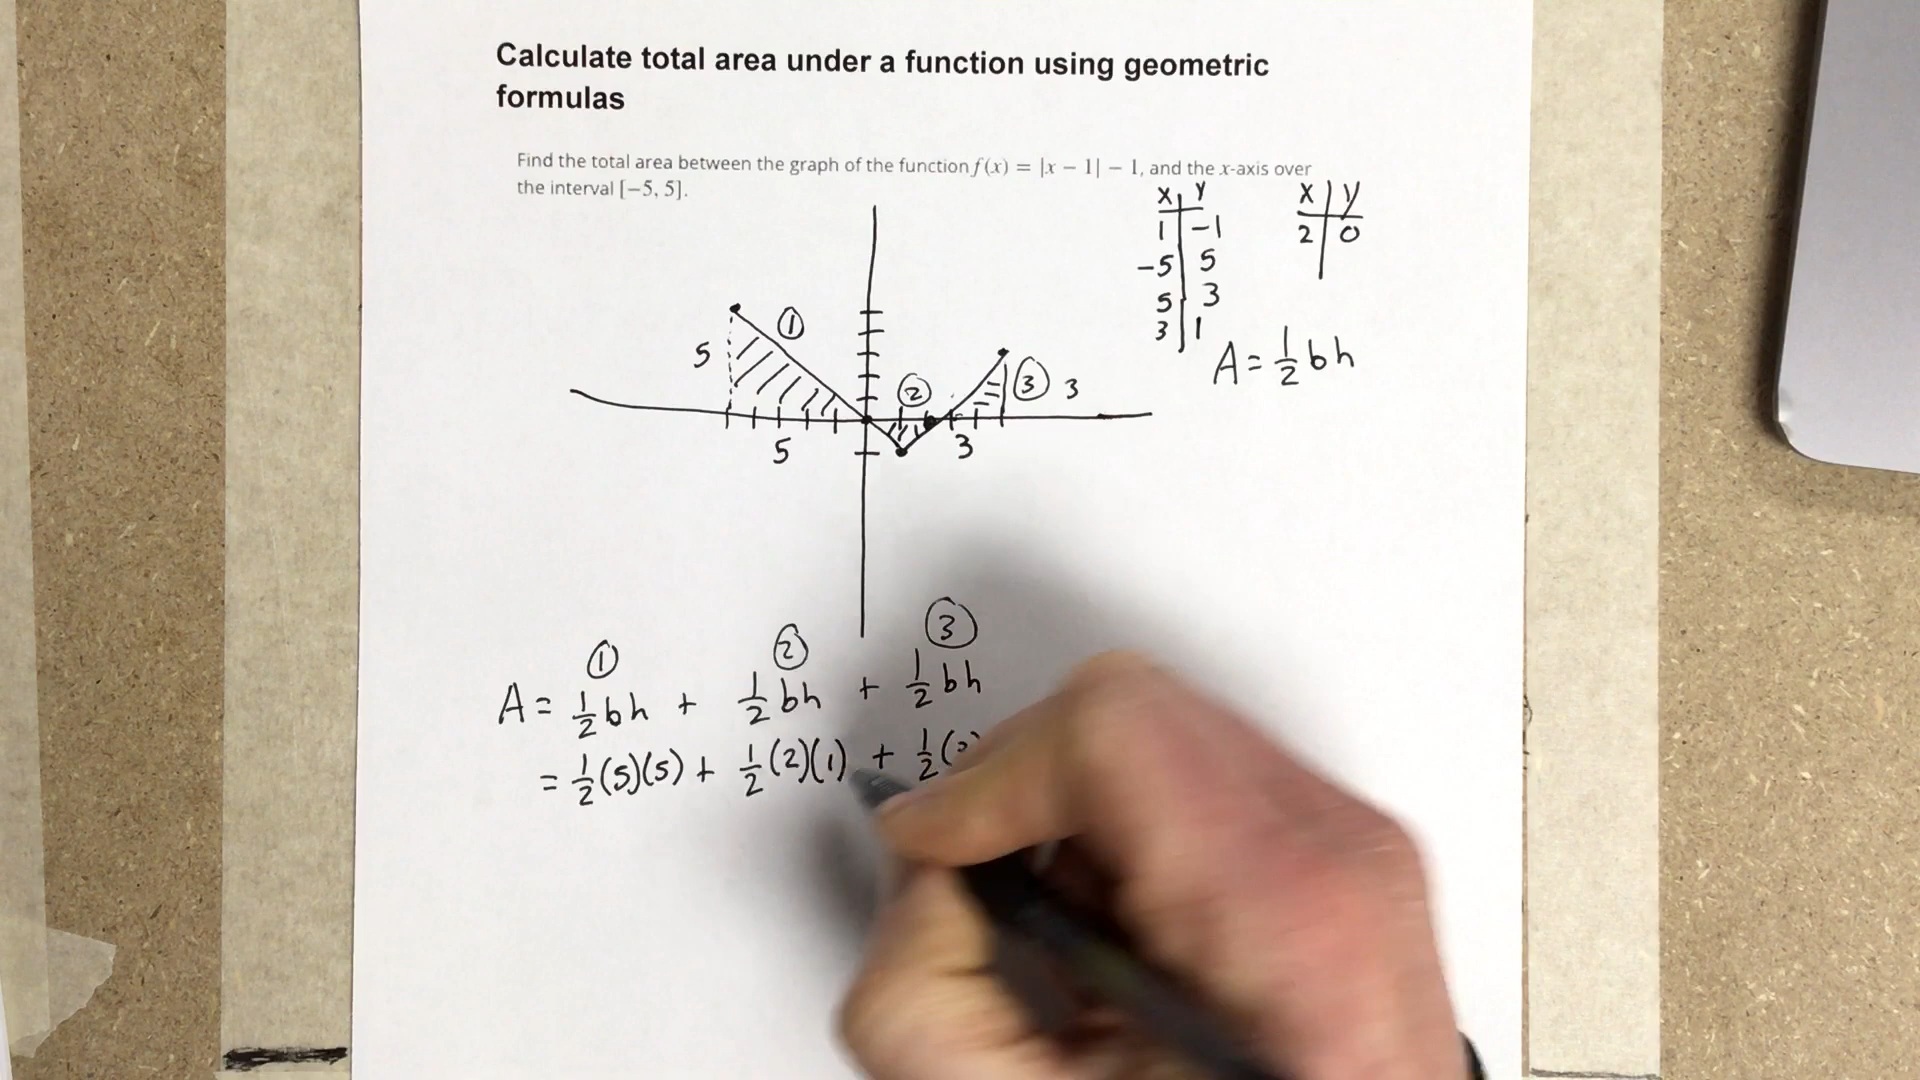 Calculate total area under a function using geometric
formulas
Find the total area between the graph of the function f(x) = |x − 1| − 1, and the x-axis over
the interval [−5, 5].
x | y
1 | -1
-5 | 5
5 | 3
3 | 1
x | y
2 | 0
A = 1/2 bh
①
5
②
③ 3
5
3
① ② ③
A = 1/2 bh + 1/2 bh + 1/2 bh
= 1/2 (5)(5) + 1/2 (2)(1) + 1/2 (